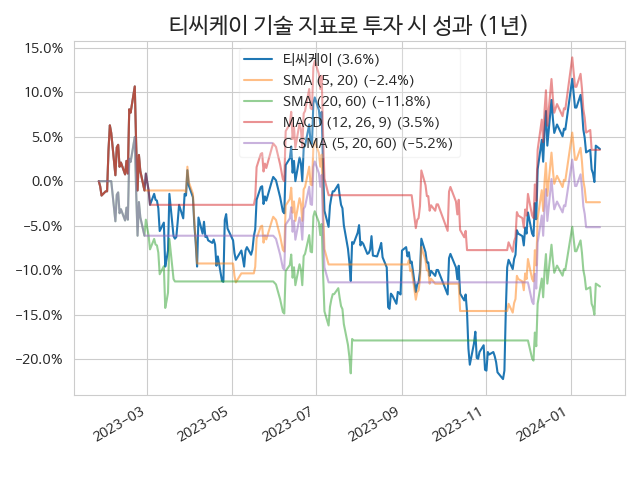 티씨케이 기술 지표로 투자 시 성과 (1년)
15.0%
10.0%
5.0%
0.0%
−5.0%
−10.0%
−15.0%
−20.0%
티씨케이 (3.6%)
SMA (5, 20) (−2.4%)
SMA (20, 60) (−11.8%)
MACD (12, 26, 9) (3.5%)
C_SMA (5, 20, 60) (−5.2%)
2023−03
2023−05
2023−07
2023−09
2023−11
2024−01